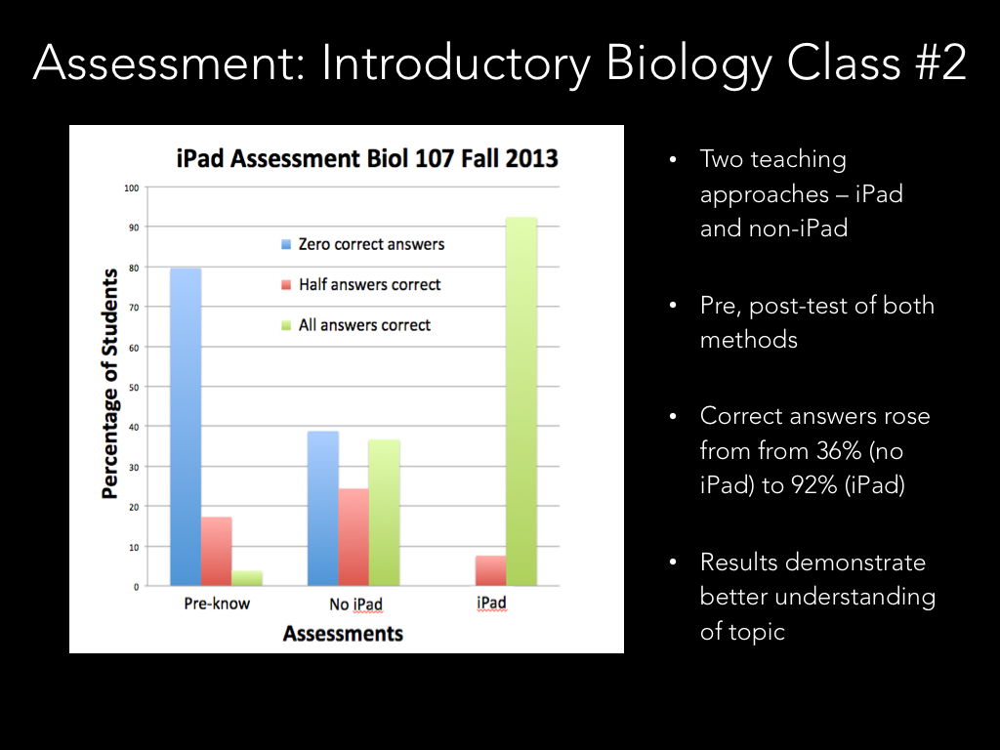 Assessment: Introductory Biology Class #2
iPad Assessment Biol 107 Fall 2013
100
90
80
70
60
50
40
30
20
10
0
Percentage of Students
Zero correct answers
Half answers correct
All answers correct
Pre-know
No iPad
iPad
Assessments
• Two teaching
approaches – iPad
and non-iPad
• Pre, post-test of both
methods
• Correct answers rose
from from 36% (no
iPad) to 92% (iPad)
• Results demonstrate
better understanding
of topic